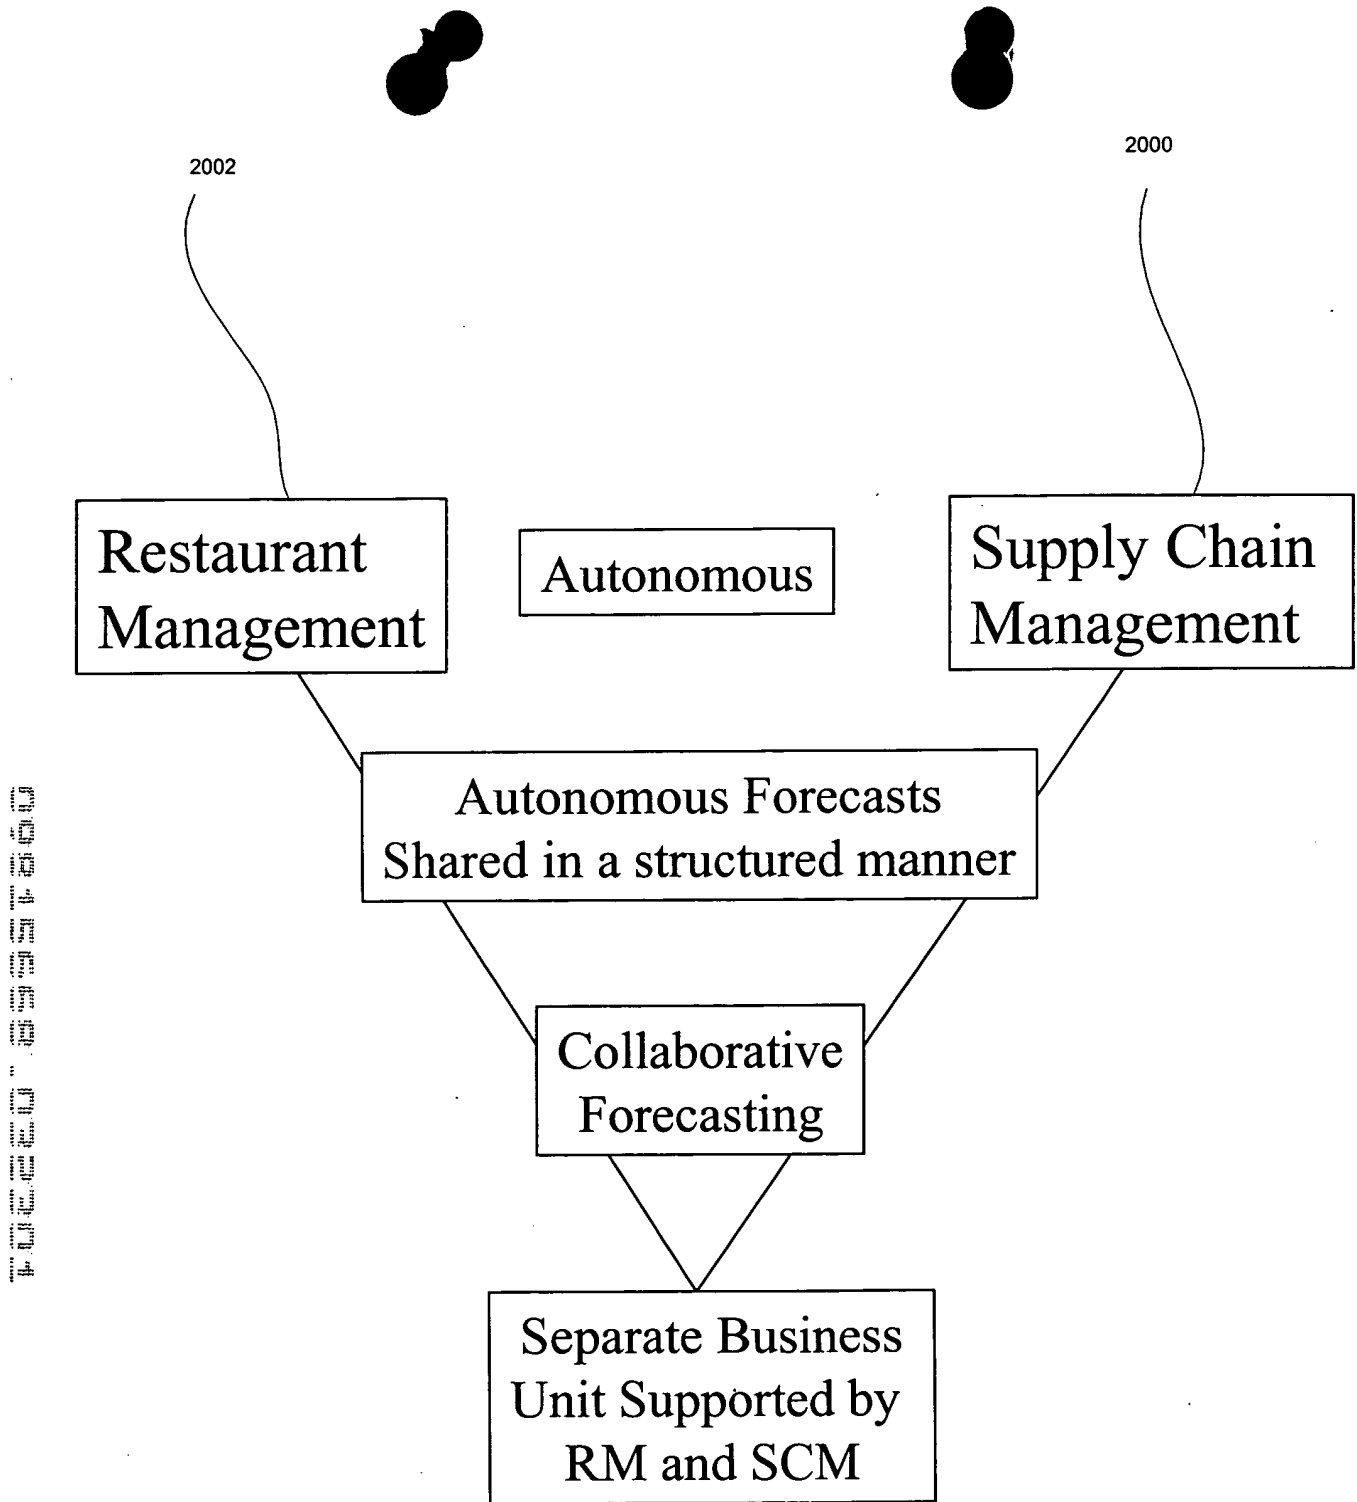 2002
2000
Restaurant
Management
Autonomous
Supply Chain
Management
Autonomous Forecasts
Shared in a structured manner
Collaborative
Forecasting
Separate Business
Unit Supported by
RM and SCM